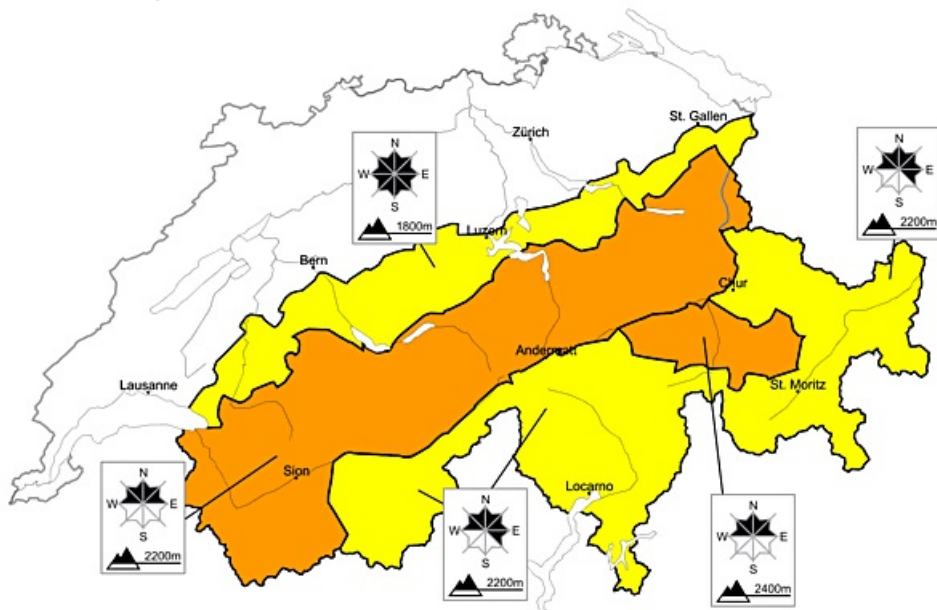 St. Gallen
Zürich
N
W E
S
1800m
N
W E
S
2200m
Luzern
Bern
Chur
Andermatt
Lausanne
St. Moritz
Sion
Locarno
N
W E
S
2200m
N
W E
S
2200m
N
W E
S
2400m